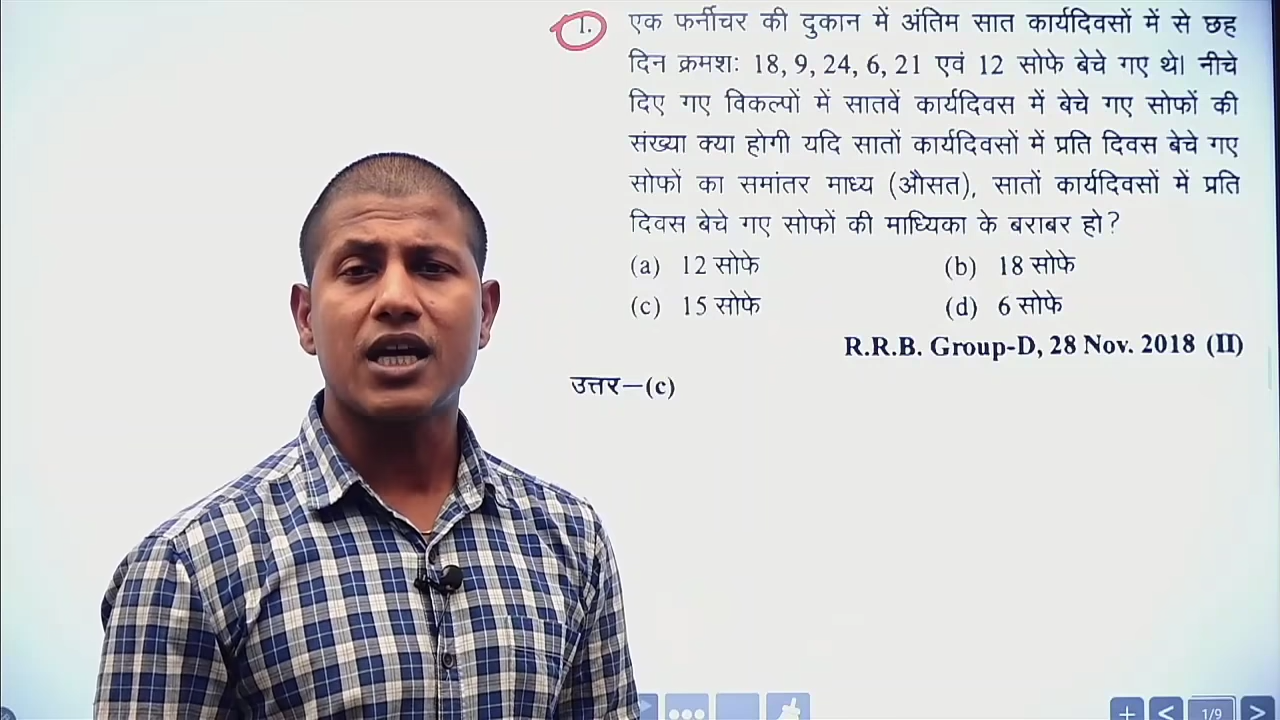 1. एक फर्नीचर की दुकान में अंतिम सात कार्यदिवसों में से छह
दिन क्रमशः 18, 9, 24, 6, 21 एवं 12 सोफे बेचे गए थे। नीचे
दिए गए विकल्पों में सातवें कार्यदिवस में बेचे गए सोफों की
संख्या क्या होगी यदि सातों कार्यदिवसों में प्रति दिवस बेचे गए
सोफों का समांतर माध्य (औसत), सातों कार्यदिवसों में प्रति
दिवस बेचे गए सोफों की माध्यिका के बराबर हो?
(a) 12 सोफे (b) 18 सोफे
(c) 15 सोफे (d) 6 सोफे
R.R.B. Group-D, 28 Nov. 2018 (II)
उत्तर—(c)
1/9